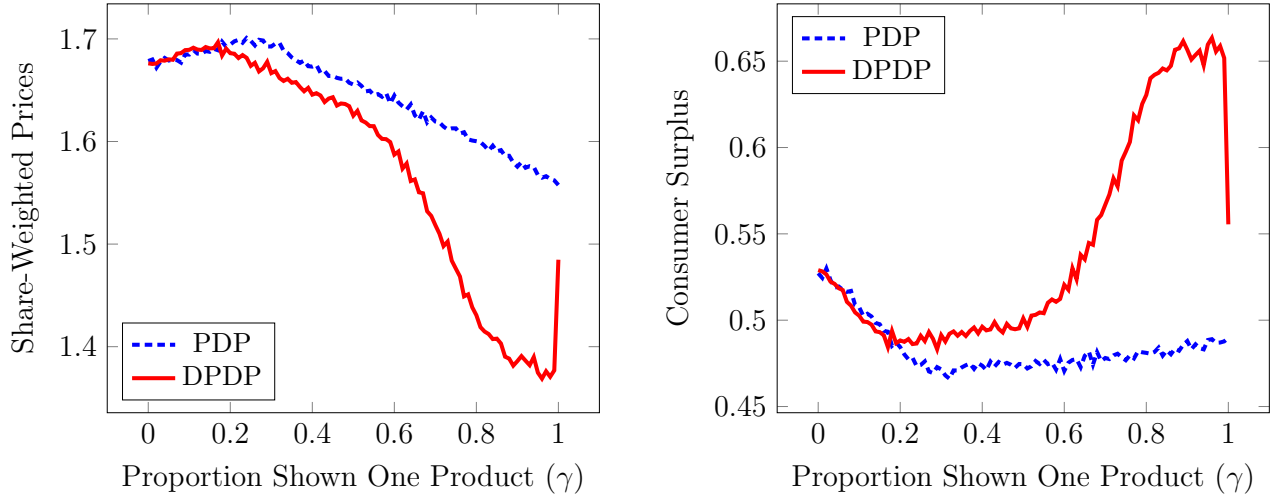 Share-Weighted Prices
1.7
1.6
1.5
1.4
PDP
DPDP
0 0.2 0.4 0.6 0.8 1
Proportion Shown One Product (γ)
Consumer Surplus
0.65
0.6
0.55
0.5
0.45
PDP
DPDP
0 0.2 0.4 0.6 0.8 1
Proportion Shown One Product (γ)